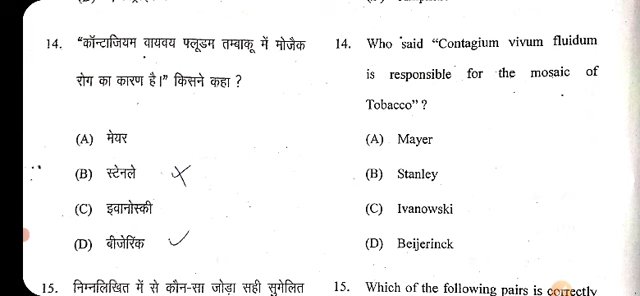 14. "कॉन्टाजियम वायवय फ्लूडम तम्बाकू में मोजैक
रोग का कारण है।" किसने कहा ?
(A) मेयर
(B) स्टेनले
(C) इवानोस्की
(D) बीजेरिंक
15. निम्नलिखित में से कौन-सा जोड़ा सही सुमेलित
14. Who said "Contagium vivum fluidum
is responsible for the mosaic of
Tobacco" ?
(A) Mayer
(B) Stanley
(C) Ivanowski
(D) Beijerinck
15. Which of the following pairs is correctly